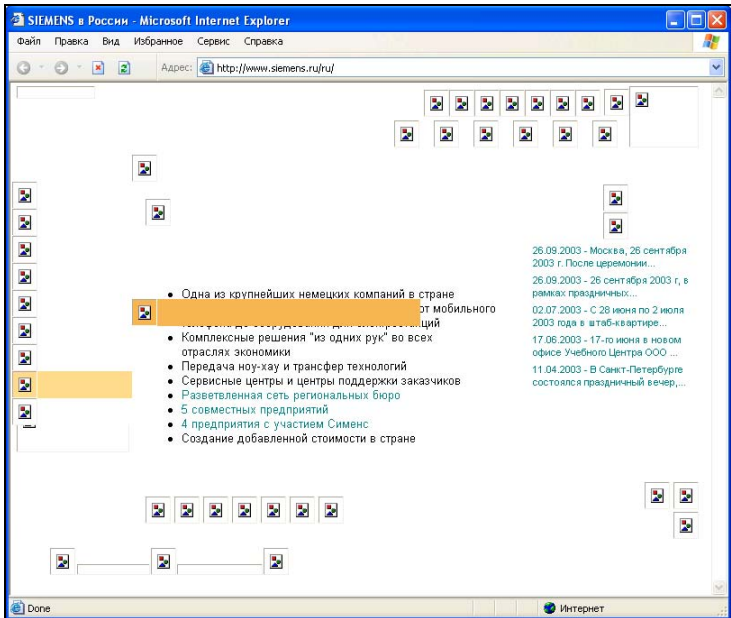 SIEMENS в России - Microsoft Internet Explorer
Файл Правка Вид Избранное Сервис Справка
Адрес: http://www.siemens.ru/ru/
Одна из крупнейших немецких компаний в стране
от мобильного
Комплексные решения "из одних рук" во всех
отраслях экономики
Передача ноу-хау и трансфер технологий
Сервисные центры и центры поддержки заказчиков
Разветвленная сеть региональных бюро
5 совместных предприятий
4 предприятия с участием Сименс
Создание добавленной стоимости в стране
26.09.2003 - Москва, 26 сентября
2003 г. После церемонии...
26.09.2003 - 26 сентября 2003 г, в
рамках праздничных...
02.07.2003 - С 28 июня по 2 июля
2003 года в штаб-квартире...
17.06.2003 - 17-го июня в новом
офисе Учебного Центра ООО ...
11.04.2003 - В Санкт-Петербурге
состоялся праздничный вечер,...
Done
Интернет